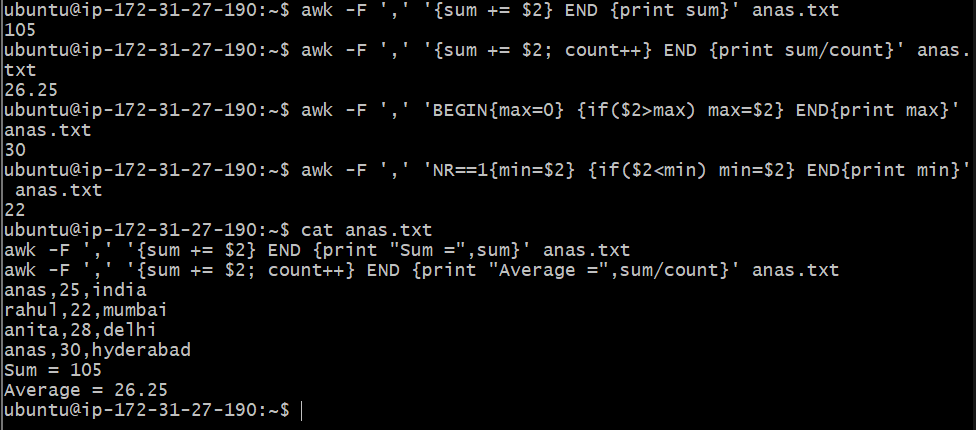 ubuntu@ip-172-31-27-190:~$ awk -F ',' '{sum += $2} END {print sum}' anas.txt
105
ubuntu@ip-172-31-27-190:~$ awk -F ',' '{sum += $2; count++} END {print sum/count}' anas.
txt
26.25
ubuntu@ip-172-31-27-190:~$ awk -F ',' 'BEGIN{max=0} {if($2>max) max=$2} END{print max}'
anas.txt
30
ubuntu@ip-172-31-27-190:~$ awk -F ',' 'NR==1{min=$2} {if($2<min) min=$2} END{print min}'
 anas.txt
22
ubuntu@ip-172-31-27-190:~$ cat anas.txt
awk -F ',' '{sum += $2} END {print "Sum =",sum}' anas.txt
awk -F ',' '{sum += $2; count++} END {print "Average =",sum/count}' anas.txt
anas,25,india
rahul,22,mumbai
anita,28,delhi
anas,30,hyderabad
Sum = 105
Average = 26.25
ubuntu@ip-172-31-27-190:~$